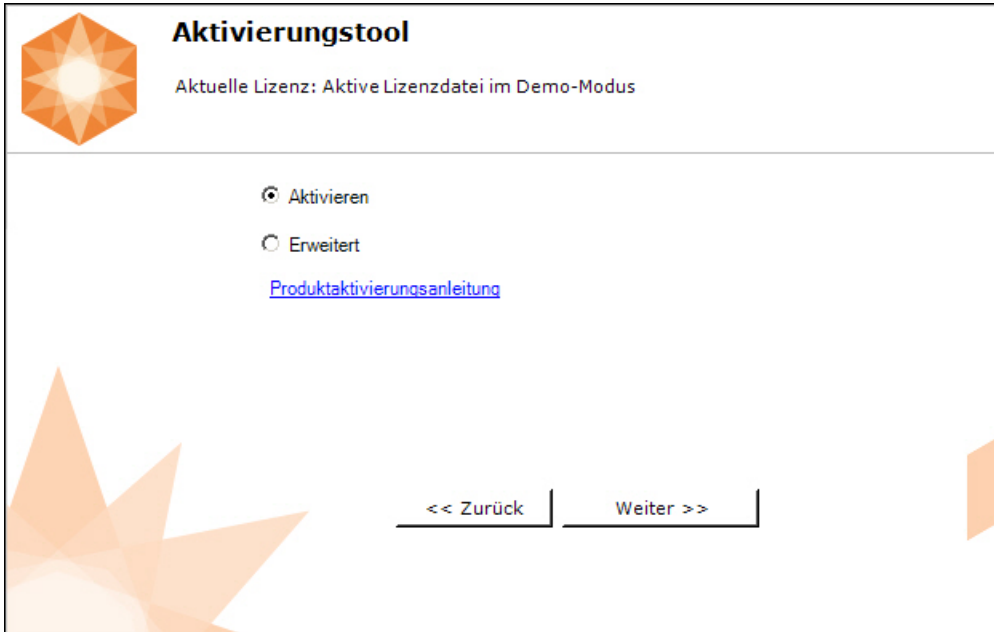 Aktivierungstool
Aktuelle Lizenz: Aktive Lizenzdatei im Demo-Modus
Aktivieren
Erweitert
Produktaktivierungsanleitung
<< Zurück
Weiter >>